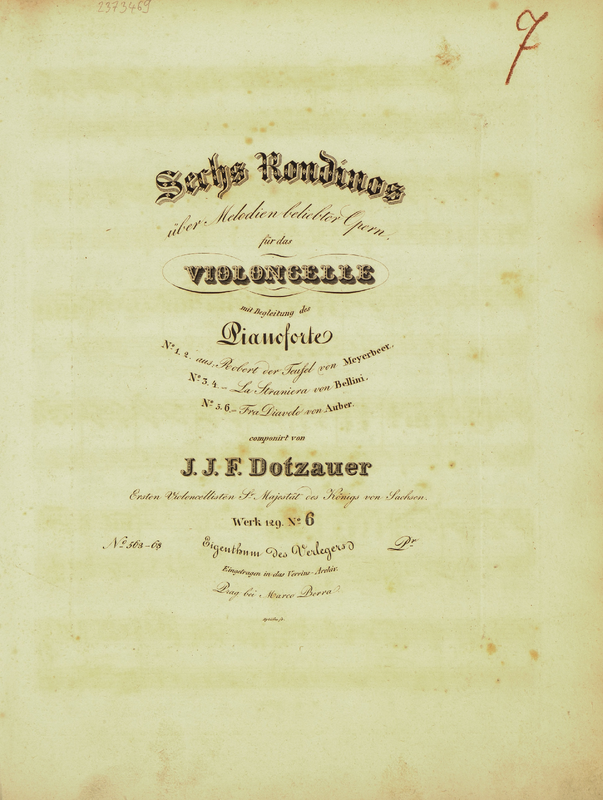 2373469
7
Sechs Rondinos
über Melodien beliebter Opern.
für das
VIOLONCELLE
mit Begleitung des
Pianoforte
No. 1. 2. aus Robert der Teufel von Meyerbeer.
No. 3. 4. – La Straniera von Bellini.
No. 5. 6. – Fra Diavolo von Auber.
componirt von
J. J. F. Dotzauer
Ersten Violoncellisten Sr. Majestät des Königs von Sachsen.
Werk 129. No. 6
No. 563–68 Eigenthum des Verlegers Pr.
Eingetragen in das Vereins-Archiv.
Prag bei Marco Berra